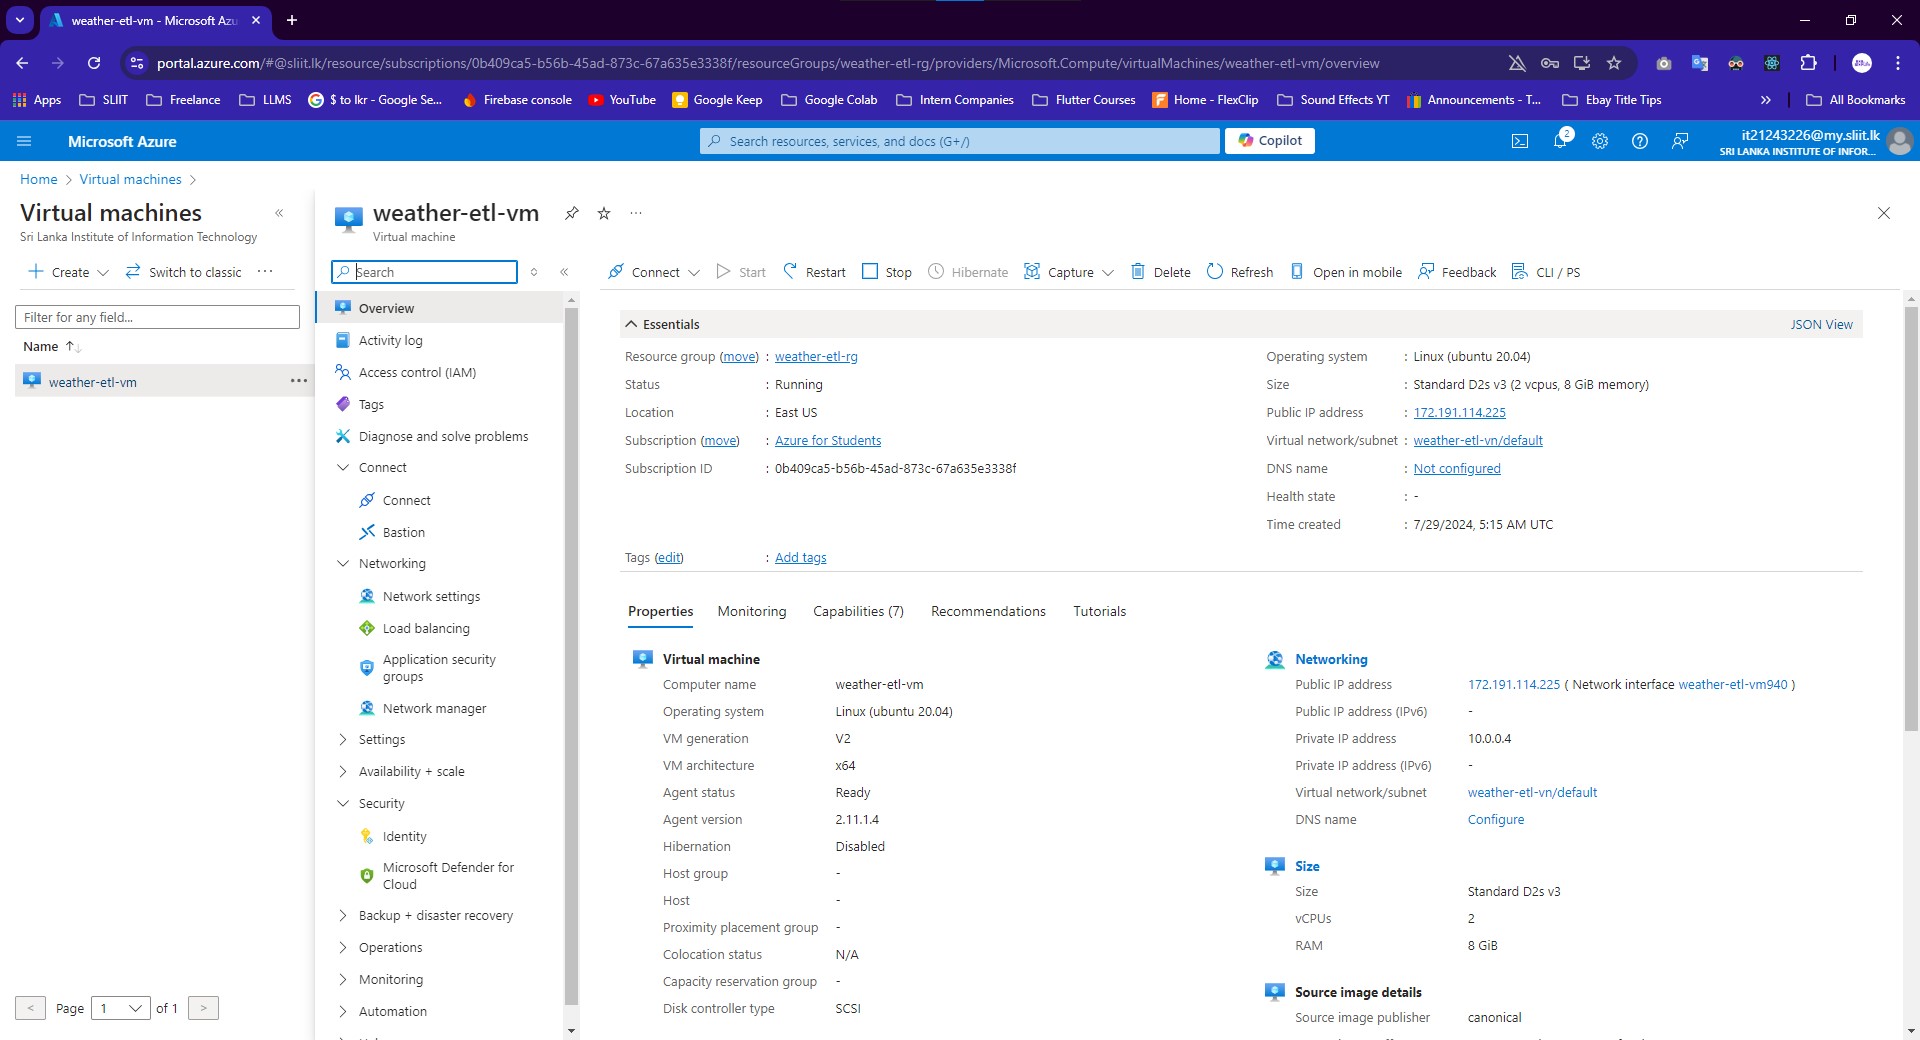 weather-etl-vm - Microsoft Azu
portal.azure.com/#@sliit.lk/resource/subscriptions/0b409ca5-b56b-45ad-873c-67a635e3338f/resourceGroups/weather-etl-rg/providers/Microsoft.Compute/virtualMachines/weather-etl-vm/overview
Apps
SLIIT
Freelance
LLMS
$ to lkr - Google Se...
Firebase console
YouTube
Google Keep
Google Colab
Intern Companies
Flutter Courses
Home - FlexClip
Sound Effects YT
Announcements - T...
Ebay Title Tips
All Bookmarks
Microsoft Azure
Search resources, services, and docs (G+/)
Copilot
2
it21243226@my.sliit.lk
SRI LANKA INSTITUTE OF INFOR...
Home > Virtual machines >
Virtual machines
Sri Lanka Institute of Information Technology
Create
Switch to classic
...
Filter for any field...
Name
weather-etl-vm
...
< Page 1 of 1 >
weather-etl-vm
...
Virtual machine
Search
Overview
Activity log
Access control (IAM)
Tags
Diagnose and solve problems
Connect
Connect
Bastion
Networking
Network settings
Load balancing
Application security
groups
Network manager
Settings
Availability + scale
Security
Identity
Microsoft Defender for
Cloud
Backup + disaster recovery
Operations
Monitoring
Automation
Connect
Start
Restart
Stop
Hibernate
Capture
Delete
Refresh
Open in mobile
Feedback
CLI / PS
Essentials
JSON View
Resource group (move) : weather-etl-rg
Status : Running
Location : East US
Subscription (move) : Azure for Students
Subscription ID : 0b409ca5-b56b-45ad-873c-67a635e3338f
Operating system : Linux (ubuntu 20.04)
Size : Standard D2s v3 (2 vcpus, 8 GiB memory)
Public IP address : 172.191.114.225
Virtual network/subnet : weather-etl-vn/default
DNS name : Not configured
Health state : -
Time created : 7/29/2024, 5:15 AM UTC
Tags (edit) : Add tags
Properties
Monitoring
Capabilities (7)
Recommendations
Tutorials
Virtual machine
Computer name weather-etl-vm
Operating system Linux (ubuntu 20.04)
VM generation V2
VM architecture x64
Agent status Ready
Agent version 2.11.1.4
Hibernation Disabled
Host group -
Host -
Proximity placement group -
Colocation status N/A
Capacity reservation group -
Disk controller type SCSI
Networking
Public IP address 172.191.114.225 ( Network interface weather-etl-vm940 )
Public IP address (IPv6) -
Private IP address 10.0.0.4
Private IP address (IPv6) -
Virtual network/subnet weather-etl-vn/default
DNS name Configure
Size
Size Standard D2s v3
vCPUs 2
RAM 8 GiB
Source image details
Source image publisher canonical